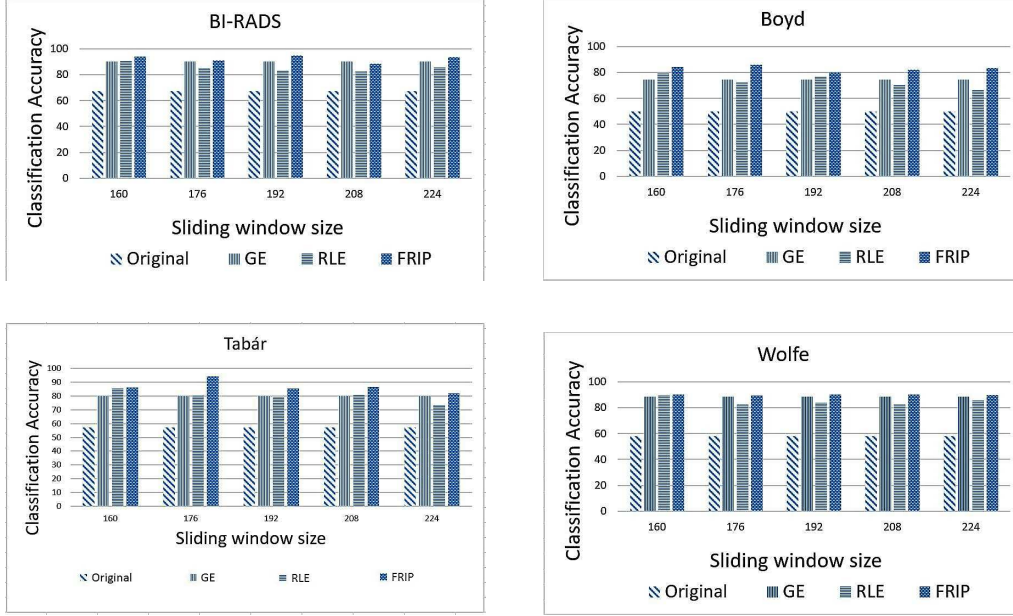 BI-RADS
Classification Accuracy
100
80
60
40
20
0
160 176 192 208 224
Sliding window size
Original GE RLE FRIP
Boyd
Classification Accuracy
100
80
60
40
20
0
160 176 192 208 224
Sliding window size
Original GE RLE FRIP
Tabár
Classification Accuracy
100
90
80
70
60
50
40
30
20
10
0
160 176 192 208 224
Sliding window size
Original GE RLE FRIP
Wolfe
Classification Accuracy
100
80
60
40
20
0
160 176 192 208 224
Sliding window size
Original GE RLE FRIP